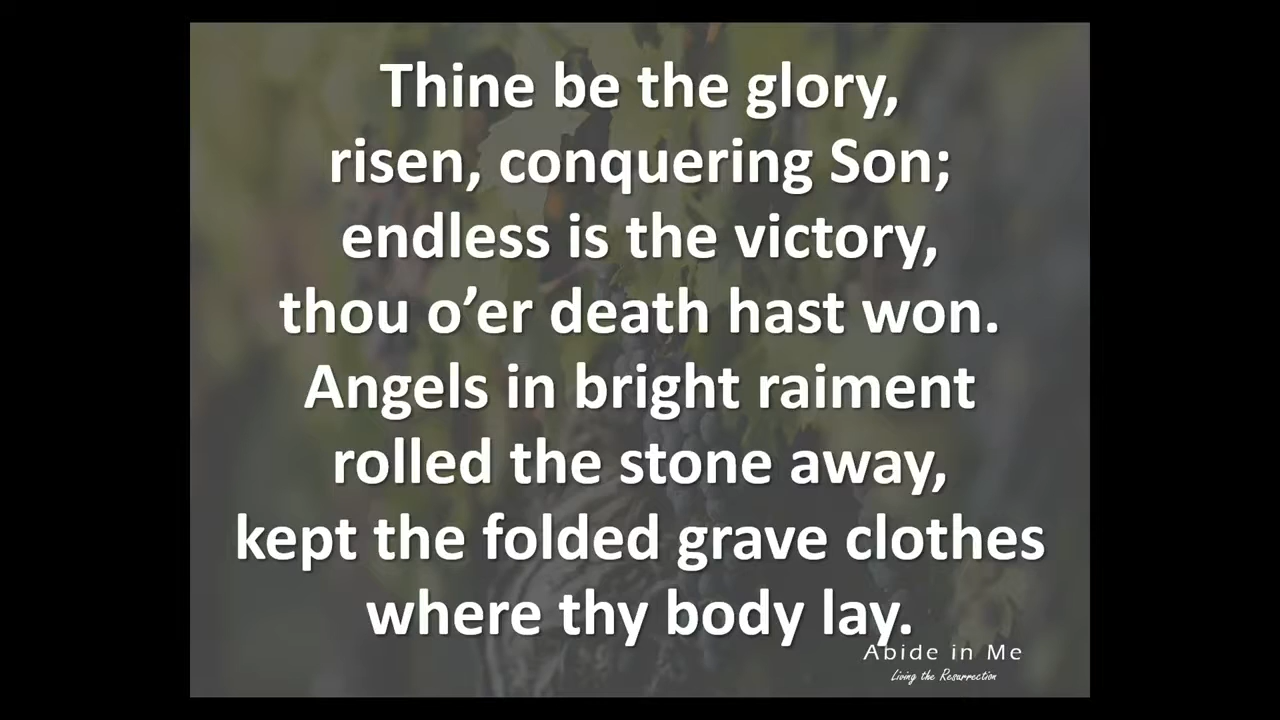 Thine be the glory,
risen, conquering Son;
endless is the victory,
thou o’er death hast won.
Angels in bright raiment
rolled the stone away,
kept the folded grave clothes
where thy body lay.
Abide in Me
Living the Resurrection